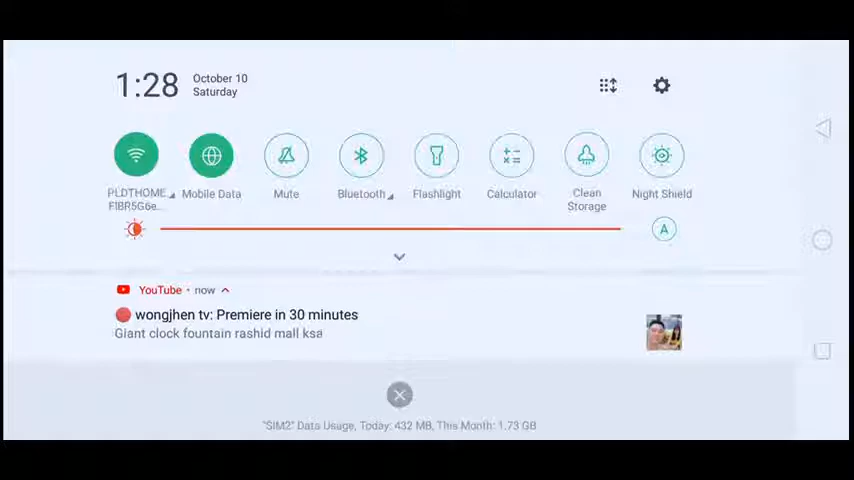 1:28
October 10
Saturday
PLDTHOME
F1BR5G6e...
Mobile Data
Mute
Bluetooth
Flashlight
Calculator
Clean
Storage
Night Shield
A
YouTube • now
wongjhen tv: Premiere in 30 minutes
Giant clock fountain rashid mall ksa
"SIM2" Data Usage, Today: 432 MB, This Month: 1.73 GB